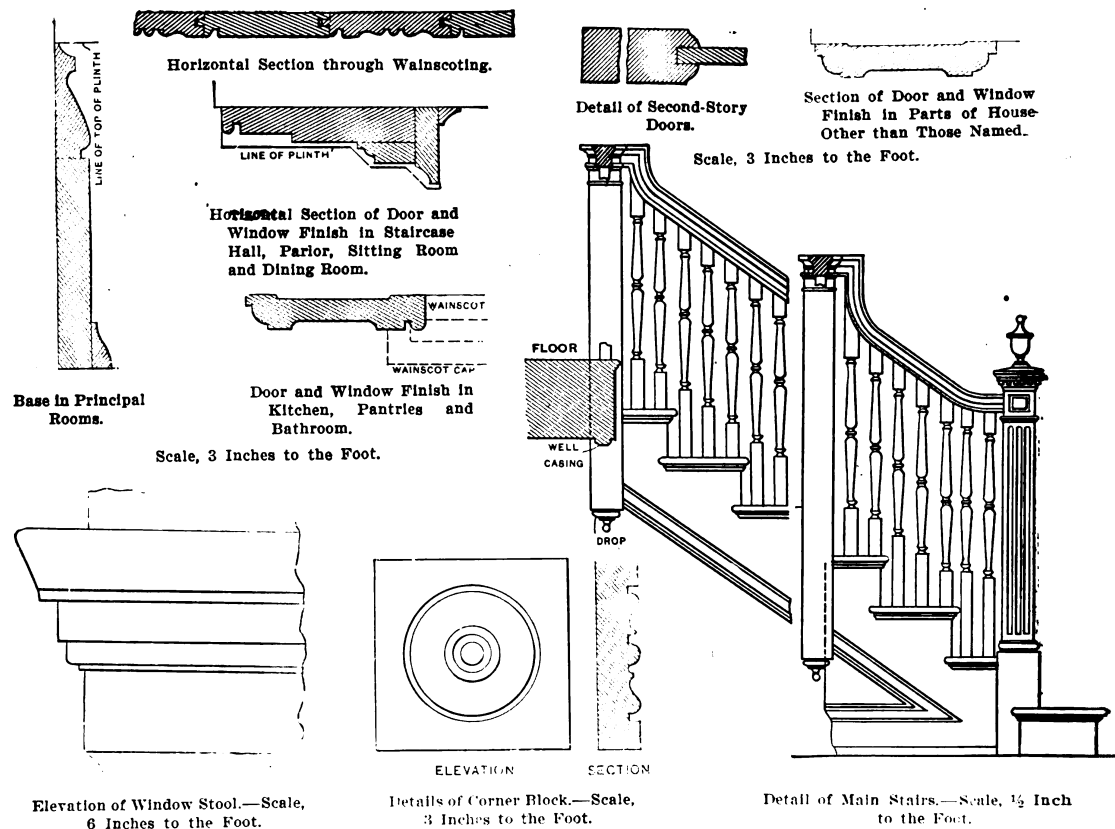 Horizontal Section through Wainscoting.
LINE OF TOP OF PLINTH
LINE OF PLINTH
Horizontal Section of Door and
Window Finish in Staircase
Hall, Parlor, Sitting Room
and Dining Room.
WAINSCOT
WAINSCOT CAP
Base in Principal
Rooms.
Door and Window Finish in
Kitchen, Pantries and
Bathroom.
Scale, 3 Inches to the Foot.
Detail of Second-Story
Doors.
Section of Door and Window
Finish in Parts of House
Other than Those Named.
Scale, 3 Inches to the Foot.
FLOOR
WELL
CASING
DROP
ELEVATION
SECTION
Elevation of Window Stool.—Scale,
6 Inches to the Foot.
Details of Corner Block.—Scale,
3 Inches to the Foot.
Detail of Main Stairs.—Scale, ½ Inch
to the Foot.